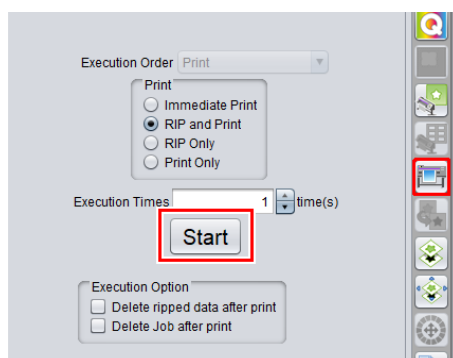 Execution Order Print
Print
Immediate Print
RIP and Print
RIP Only
Print Only
Execution Times 1 time(s)
Start
Execution Option
Delete ripped data after print
Delete Job after print